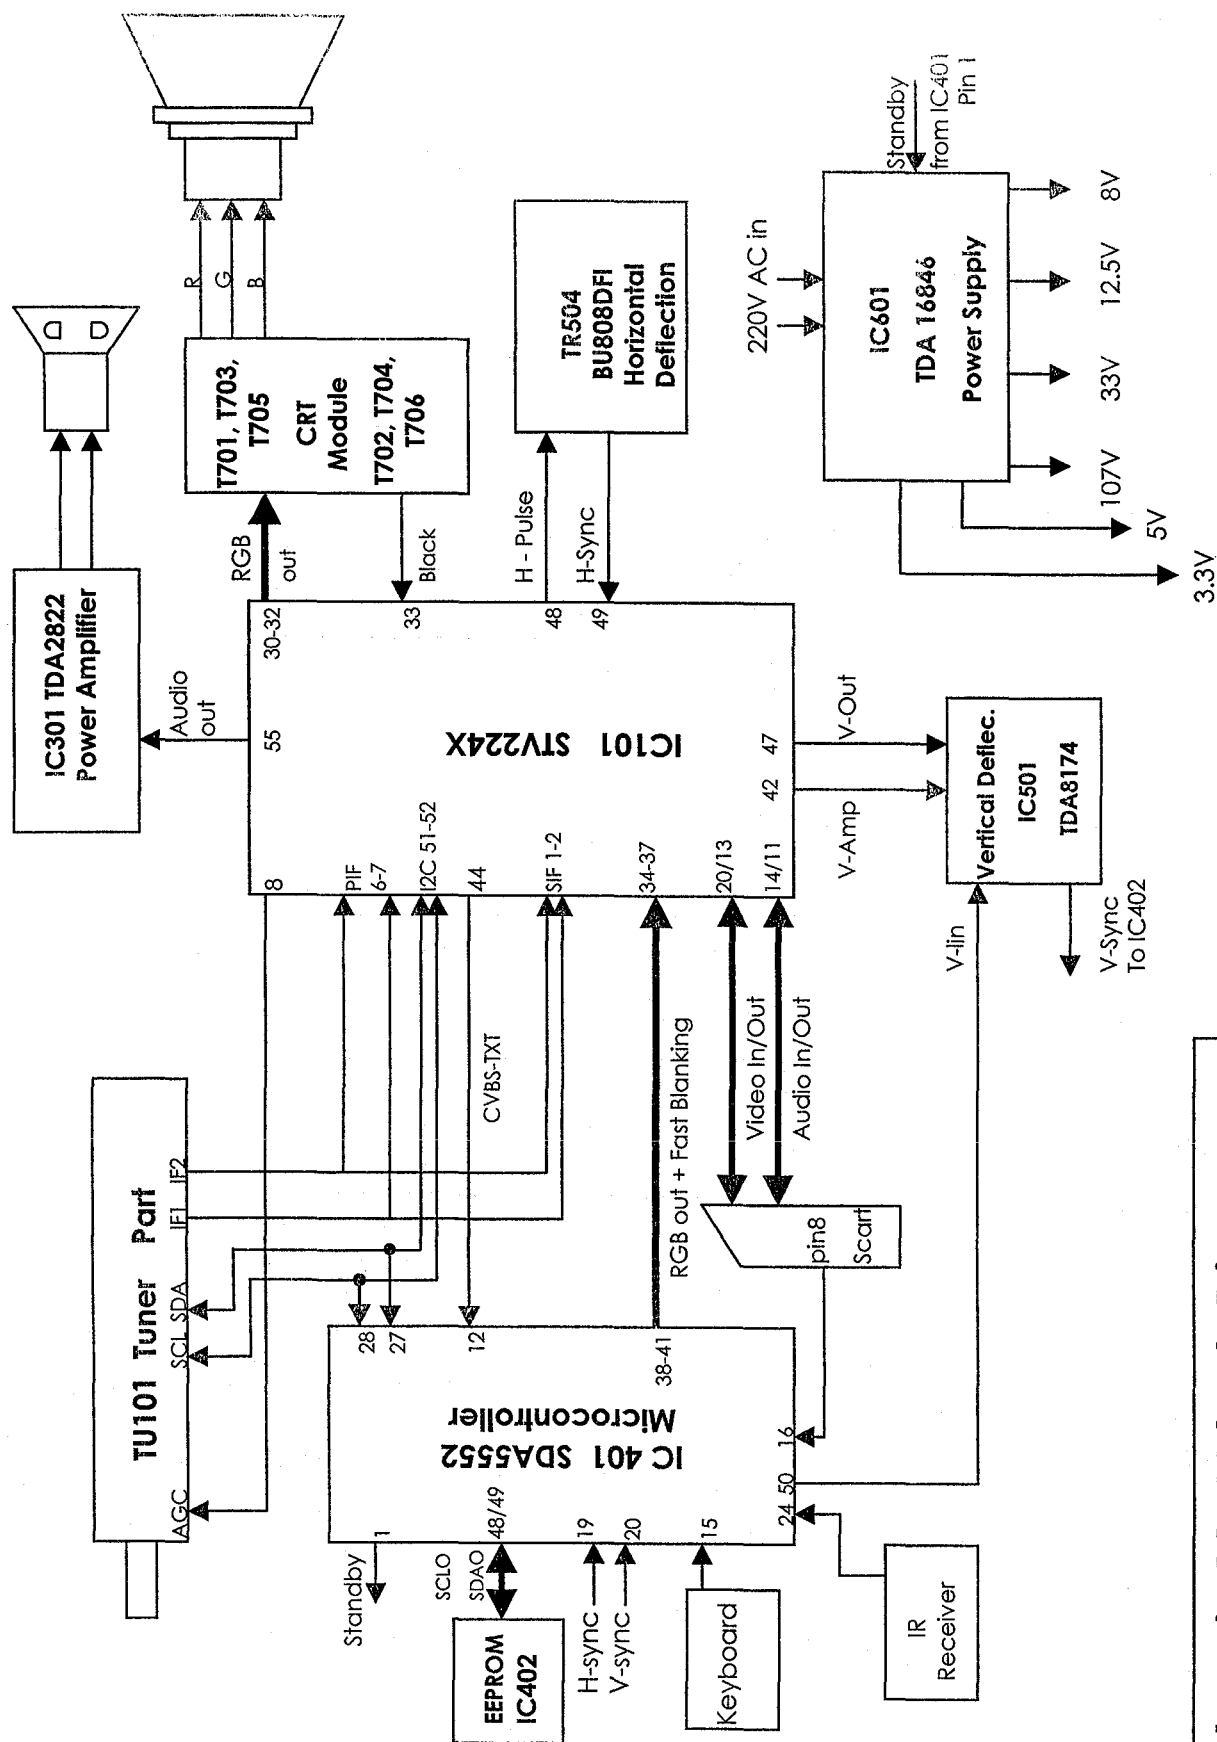 TU101 Tuner Part
AGC
SCL
SDA
IF1
IF2
IC301 TDA2822
Power Amplifier
Audio
out
T701, T703,
T705
CRT
Module
T702, T704,
T706
R
G
B
RGB
out
Black
TR504
BU808DFI
Horizontal
Deflection
H - Pulse
H-Sync
IC101 STV224X
8
PIF
6-7
I2C 51-52
44
SIF 1-2
34-37
20/13
14/11
55
30-32
33
48
49
42
47
CVBS-TXT
RGB out + Fast Blanking
Video In/Out
Audio In/Out
pin8
Scart
IC 401 SDA5552
Microcontroller
28
27
12
38-41
16
50
24
1
48/49
19
20
15
Standby
SCLO
SDAO
EEPROM
IC402
H-sync
V-sync
Keyboard
IR
Receiver
V-Amp
V-Out
V-lin
Vertical Deflec.
IC501
TDA8174
V-Sync
To IC402
220V AC in
Standby
from IC401
Pin 1
IC601
TDA 16846
Power Supply
3.3V
5V
107V
33V
12.5V
8V